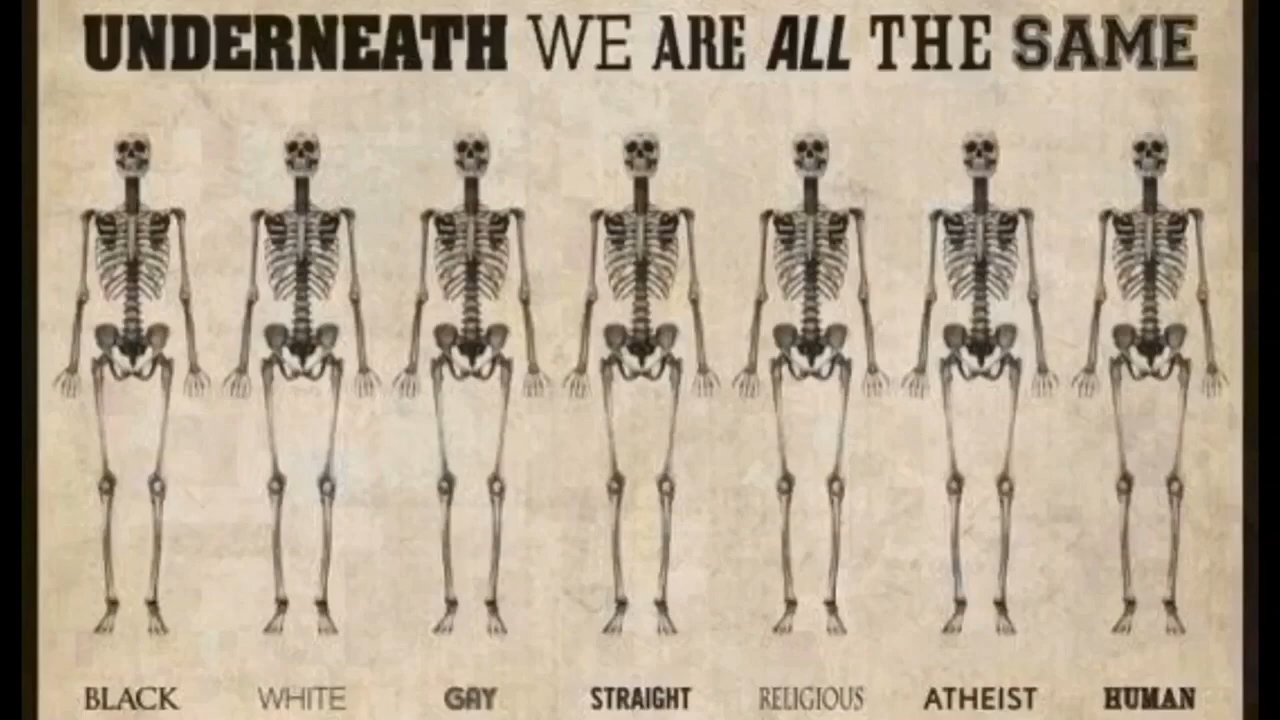 UNDERNEATH WE ARE ALL THE SAME
BLACK WHITE GAY STRAIGHT RELIGIOUS ATHEIST HUMAN